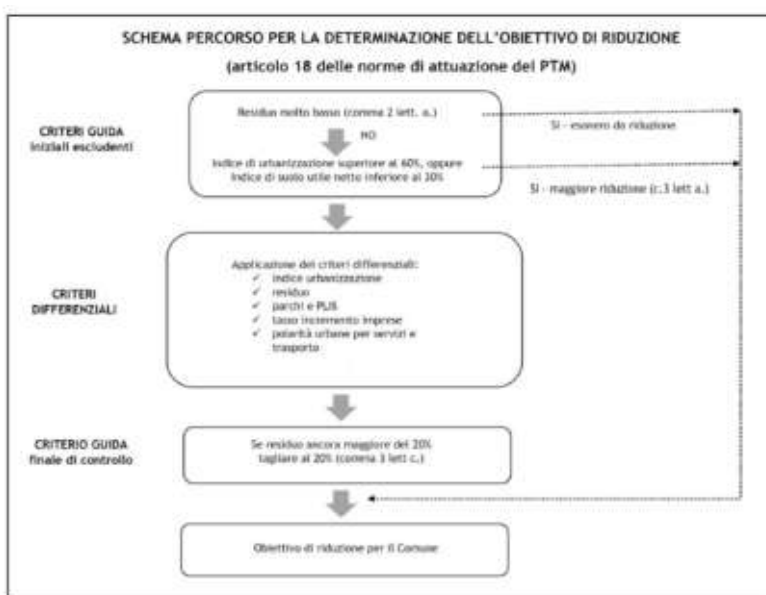 SCHEMA PERCORSO PER LA DETERMINAZIONE DELL'OBIETTIVO DI RIDUZIONE
(articolo 18 delle norme di attuazione del PTM)
CRITERI GUIDA
iniziali escludenti
Residuo molto basso (comma 2 lett. a.)
NO
Indice di urbanizzazione superiore al 60%, oppure
Indice di suolo utile netto inferiore al 20%
SI - esonero da riduzione
SI - maggiore riduzione (c.3 lett a.)
CRITERI
DIFFERENZIALI
Applicazione dei criteri differenziali:
✓ indice urbanizzazione
✓ residuo
✓ parchi e PLIS
✓ tasso incremento imprese
✓ polarità urbane per servizi e
trasporto
CRITERIO GUIDA
finale di controllo
Se residuo ancora maggiore del 20%
tagliare al 20% (comma 3 lett c.)
Obiettivo di riduzione per il Comune